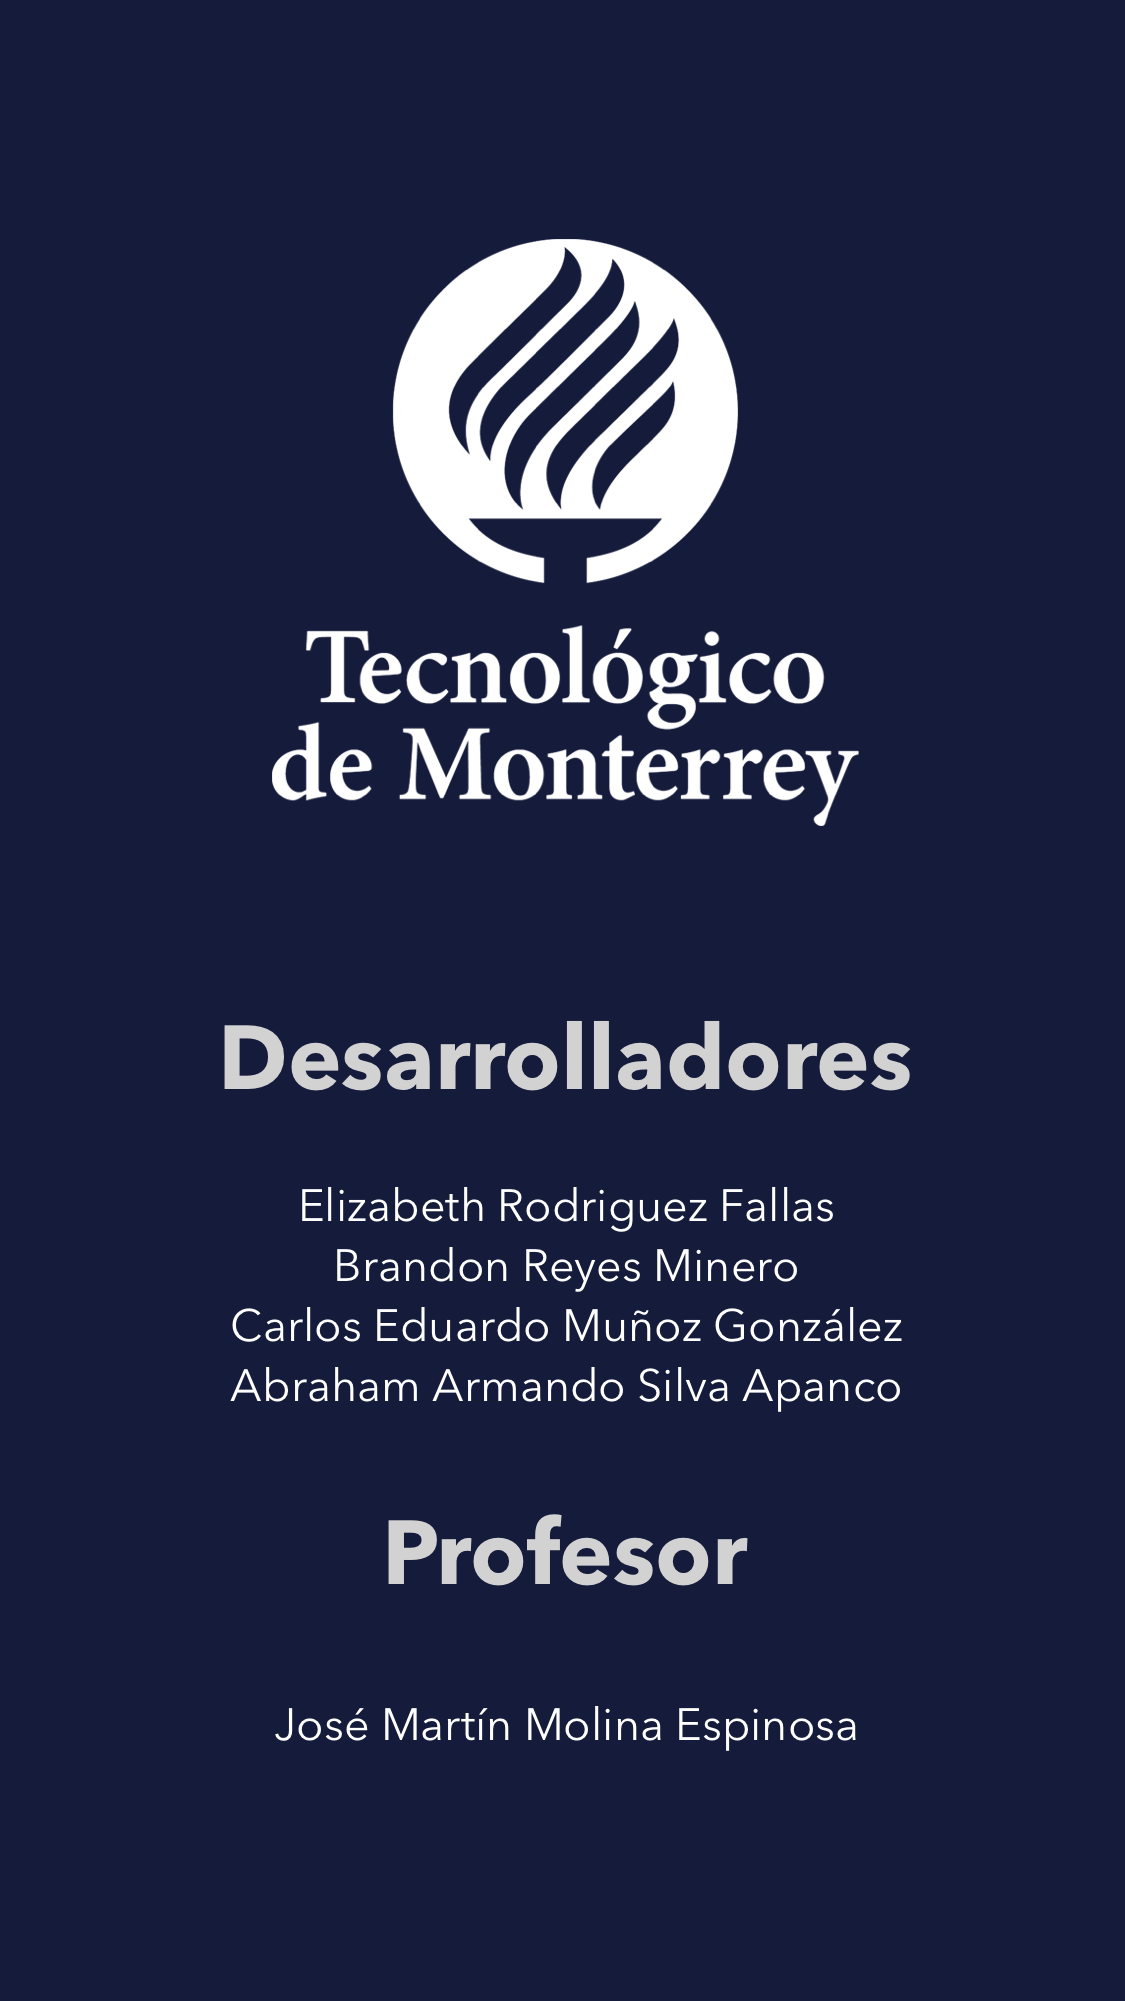 Tecnológico
de Monterrey
Desarrolladores
Elizabeth Rodriguez Fallas
Brandon Reyes Minero
Carlos Eduardo Muñoz González
Abraham Armando Silva Apanco
Profesor
José Martín Molina Espinosa